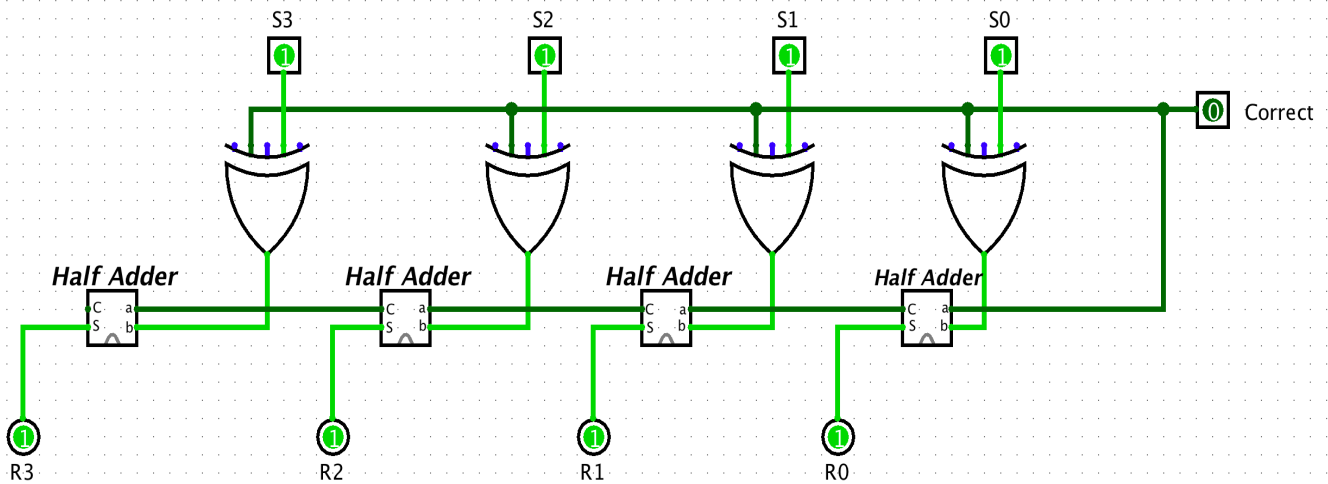 S3 S2 S1 S0
1 1 1 1
0 Correct
Half Adder Half Adder Half Adder Half Adder
C a C a C a C a
S b S b S b S b
1 1 1 1
R3 R2 R1 R0